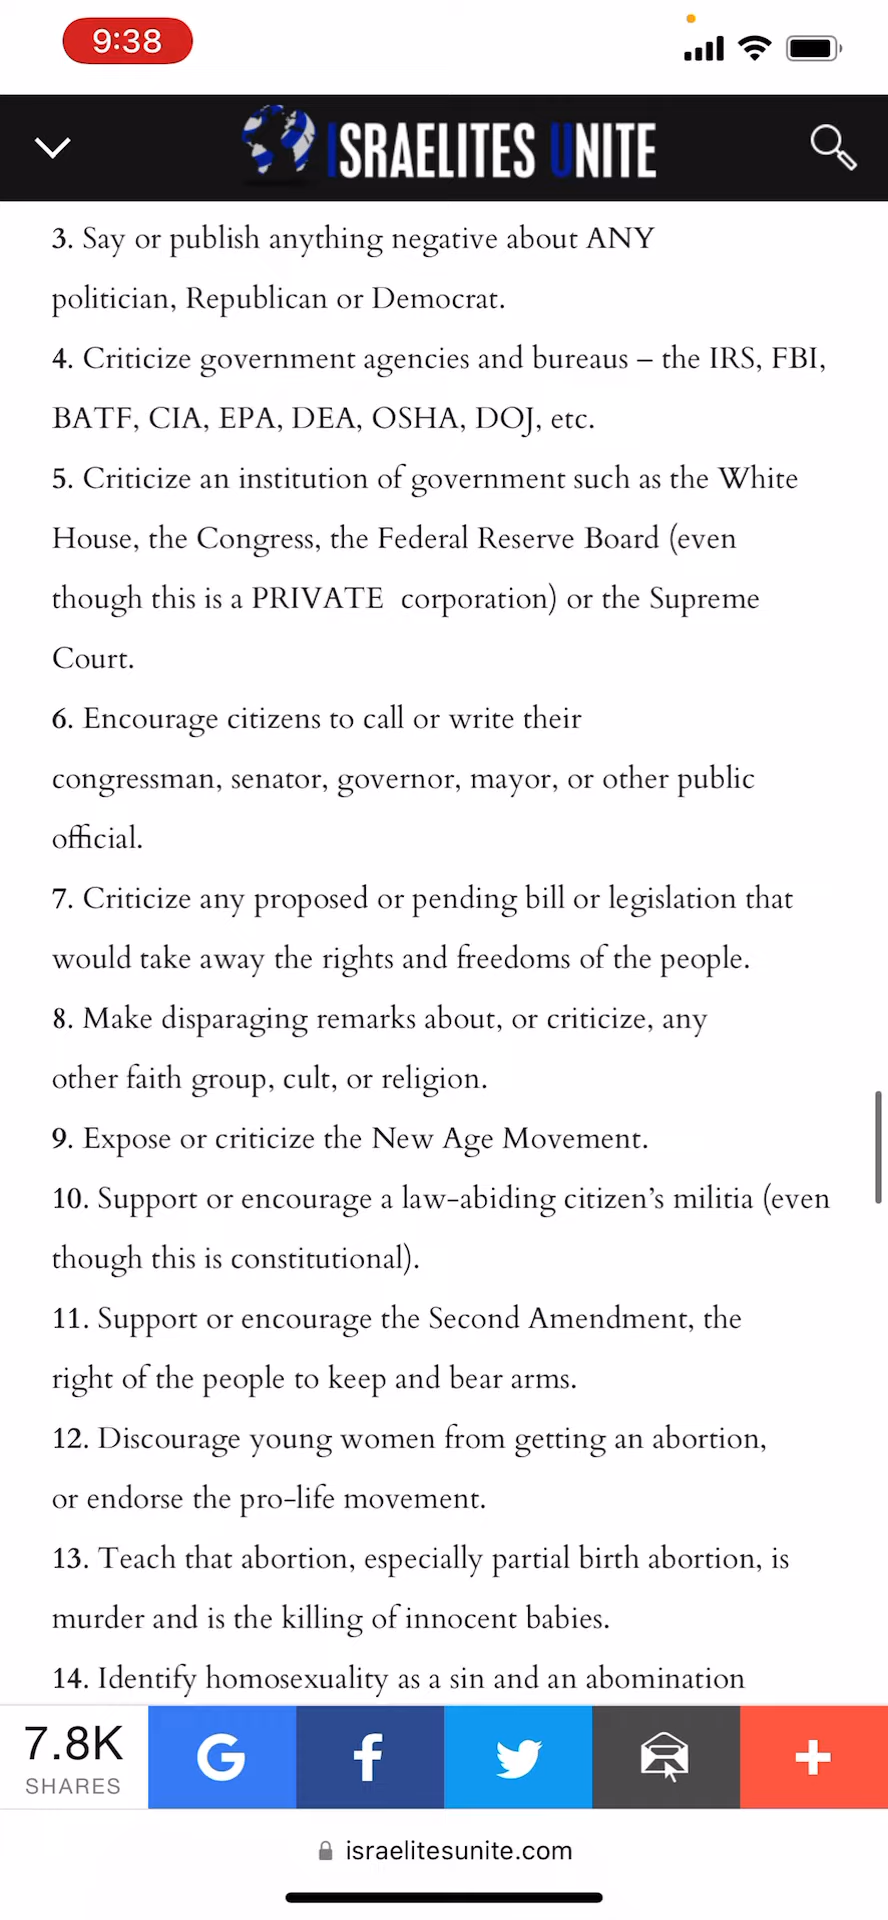 9:38
ISRAELITES UNITE
3. Say or publish anything negative about ANY
politician, Republican or Democrat.
4. Criticize government agencies and bureaus – the IRS, FBI,
BATF, CIA, EPA, DEA, OSHA, DOJ, etc.
5. Criticize an institution of government such as the White
House, the Congress, the Federal Reserve Board (even
though this is a PRIVATE corporation) or the Supreme
Court.
6. Encourage citizens to call or write their
congressman, senator, governor, mayor, or other public
official.
7. Criticize any proposed or pending bill or legislation that
would take away the rights and freedoms of the people.
8. Make disparaging remarks about, or criticize, any
other faith group, cult, or religion.
9. Expose or criticize the New Age Movement.
10. Support or encourage a law-abiding citizen’s militia (even
though this is constitutional).
11. Support or encourage the Second Amendment, the
right of the people to keep and bear arms.
12. Discourage young women from getting an abortion,
or endorse the pro-life movement.
13. Teach that abortion, especially partial birth abortion, is
murder and is the killing of innocent babies.
14. Identify homosexuality as a sin and an abomination
7.8K
SHARES
israelitesunite.com